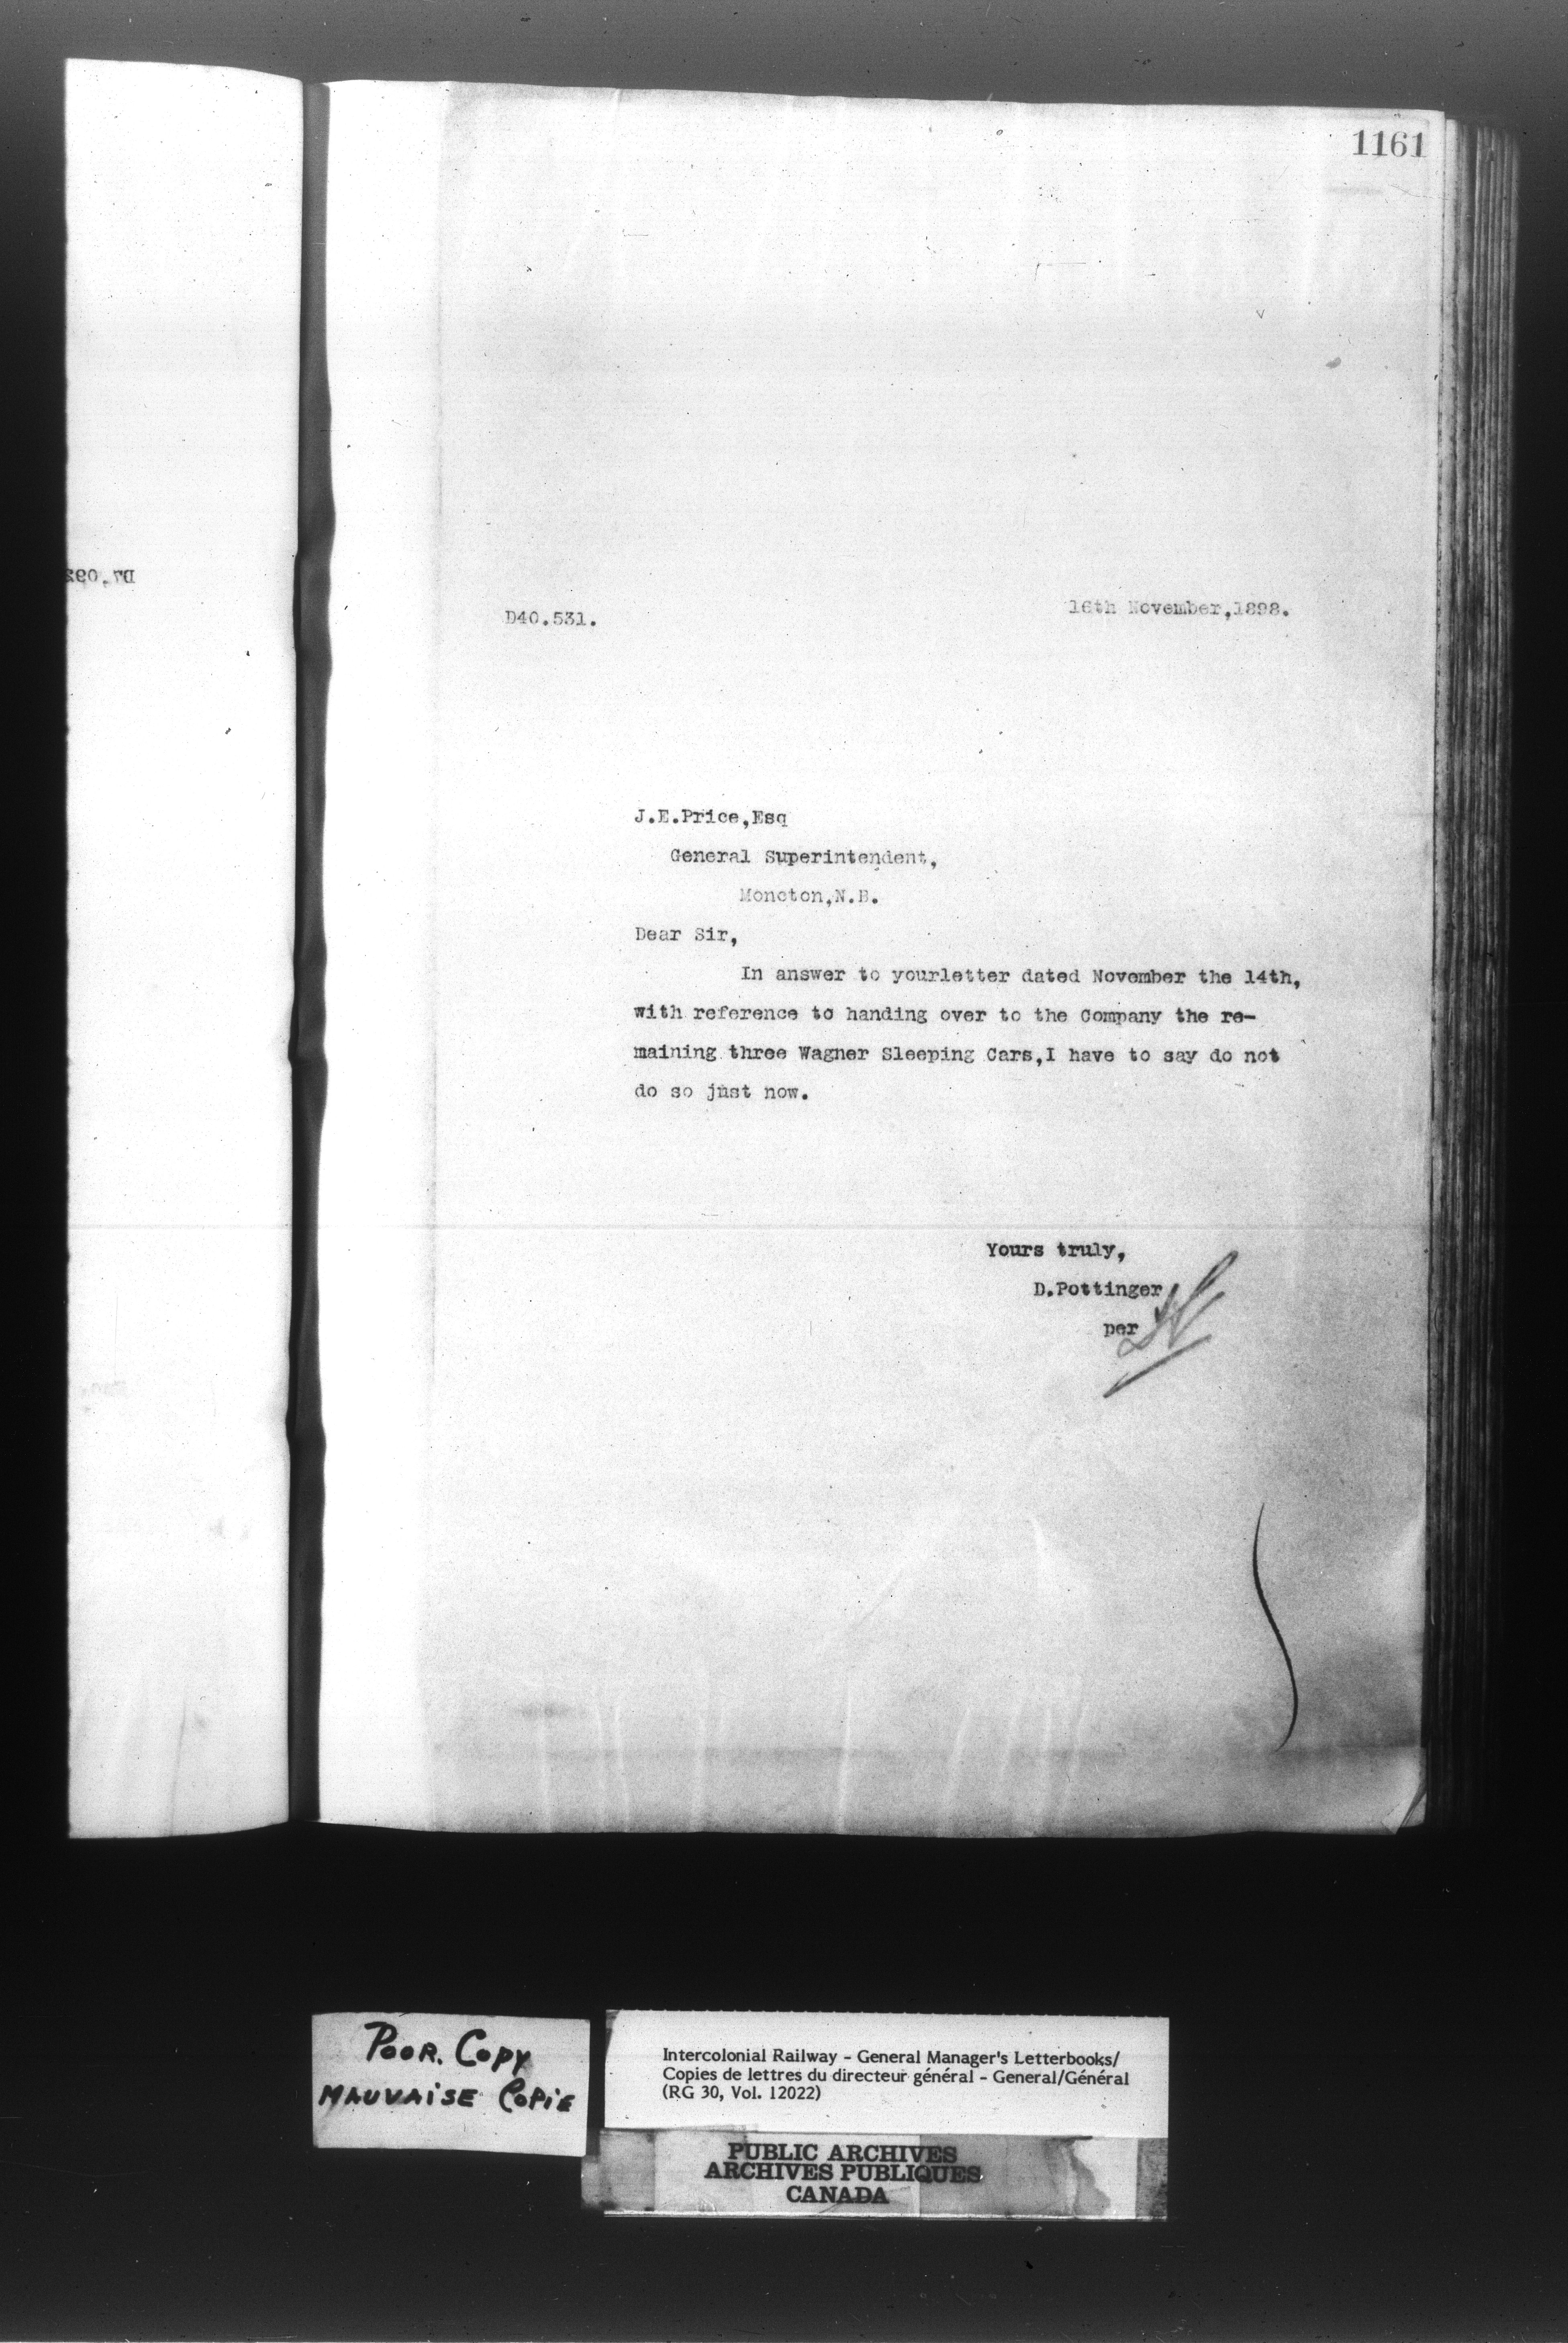 1161
D40.531.
16th November,1898.
J.E.Price,Esq
General Superintendent,
Moncton,N.B.
Dear Sir,
In answer to yourletter dated November the 14th,
with reference to handing over to the Company the re-
maining three Wagner Sleeping Cars,I have to say do not
do so just now.
Yours truly,
D.Pottinger
per
POOR. COPY
MAUVAISE COPIE
Intercolonial Railway - General Manager's Letterbooks/
Copies de lettres du directeur général - General/Général
(RG 30, Vol. 12022)
PUBLIC ARCHIVES
ARCHIVES PUBLIQUES
CANADA